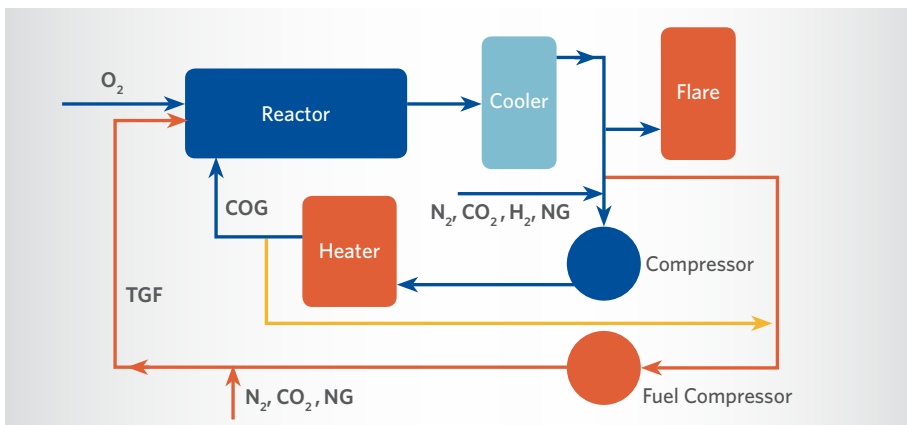 O₂
Reactor
Cooler
Flare
COG
Heater
N₂, CO₂ , H₂, NG
Compressor
TGF
N₂, CO₂ , NG
Fuel Compressor